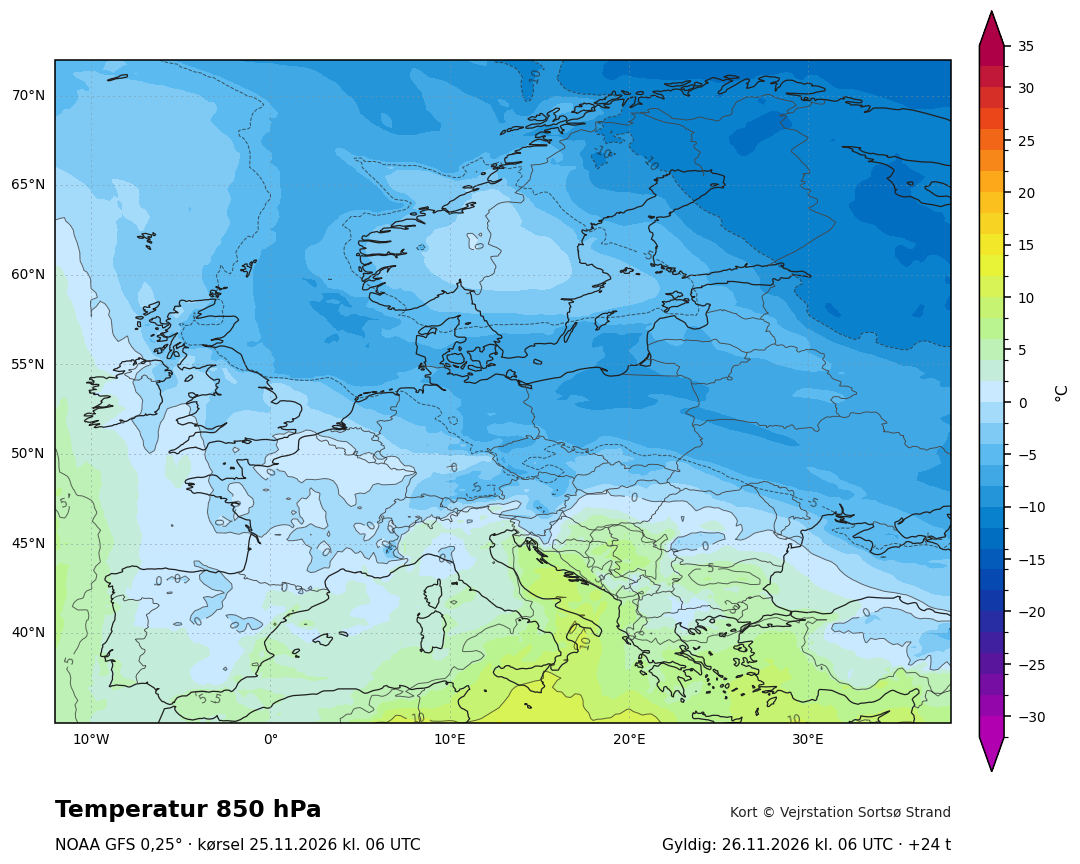 70°N
65°N
60°N
55°N
50°N
45°N
40°N
10°W
0°
10°E
20°E
30°E
35
30
25
20
15
10
5
0
−5
−10
−15
−20
−25
−30
°C
Temperatur 850 hPa
Kort © Vejrstation Sortsø Strand
NOAA GFS 0,25° · kørsel 25.11.2026 kl. 06 UTC
Gyldig: 26.11.2026 kl. 06 UTC · +24 t